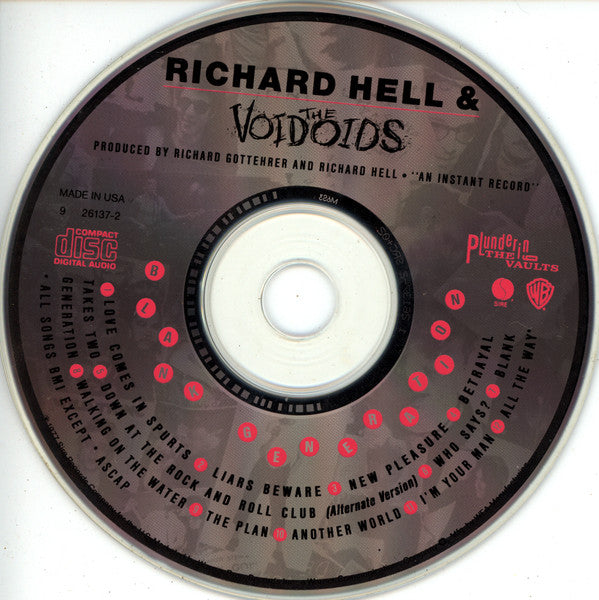 RICHARD HELL &
THE
VOIDOIDS
PRODUCED BY RICHARD GOTTEHRER AND RICHARD HELL • "AN INSTANT RECORD"
MADE IN USA
9 26137-2
COMPACT
disc
DIGITAL AUDIO
Plunderin
THE
VAULTS
SIRE
WB
BLANK GENERATION
1 LOVE COMES IN SPURTS 2 LIARS BEWARE 3 NEW PLEASURE 4 BETRAYAL
TAKES TWO 5 DOWN AT THE ROCK AND ROLL CLUB (Alternate Version) 6 WHO SAYS? 7 BLANK
GENERATION 8 WALKING ON THE WATER 9 THE PLAN 10 ANOTHER WORLD 11 I'M YOUR MAN 12 ALL THE WAY*
• ALL SONGS BMI EXCEPT • ASCAP